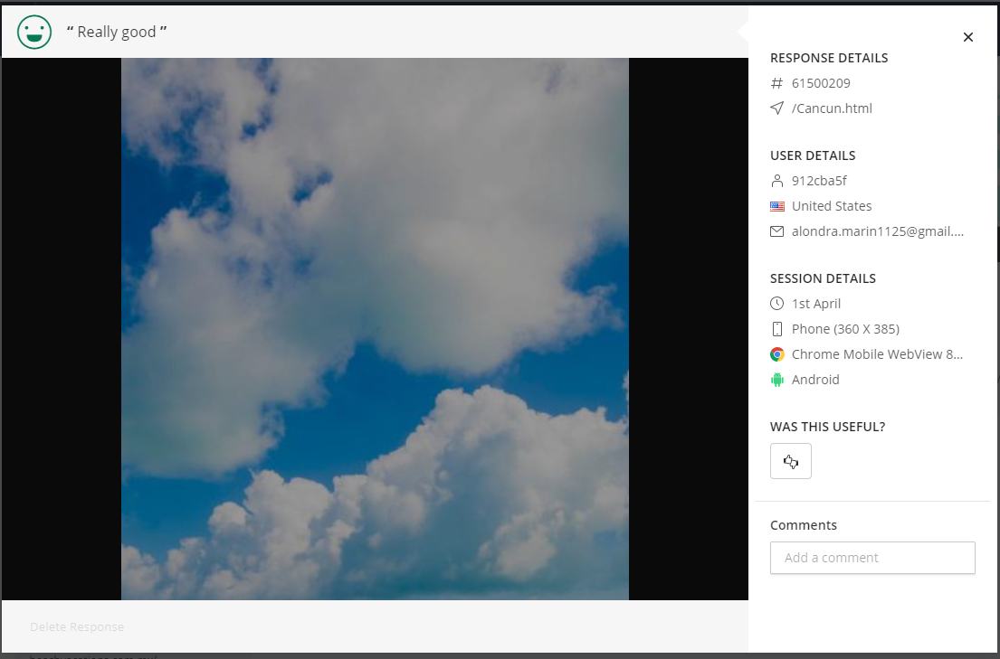 “ Really good ”
RESPONSE DETAILS
# 61500209
/Cancun.html
USER DETAILS
912cba5f
United States
alondra.marin1125@gmail....
SESSION DETAILS
1st April
Phone (360 X 385)
Chrome Mobile WebView 8...
Android
WAS THIS USEFUL?
Comments
Add a comment
Delete Response